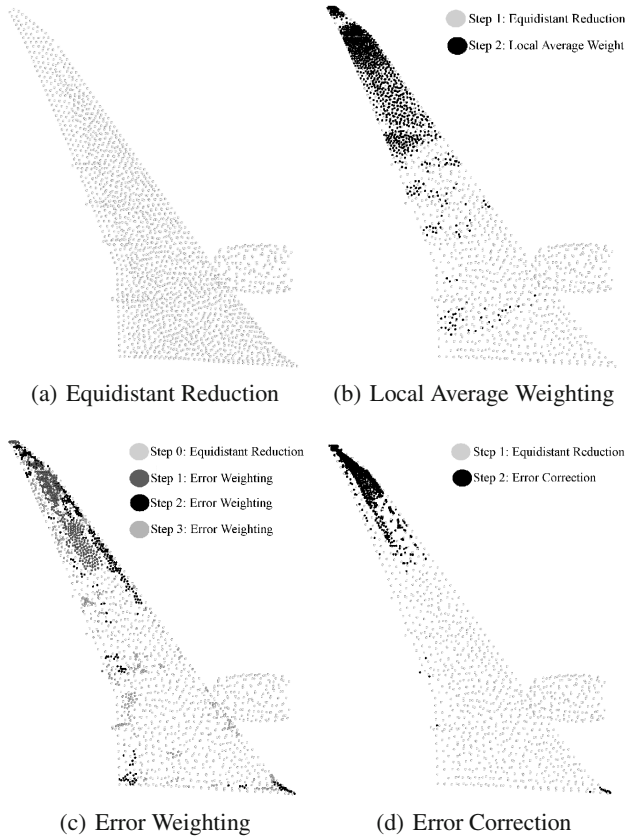 Step 1: Equidistant Reduction
Step 2: Local Average Weight
(a) Equidistant Reduction
(b) Local Average Weighting
Step 0: Equidistant Reduction
Step 1: Error Weighting
Step 2: Error Weighting
Step 3: Error Weighting
Step 1: Equidistant Reduction
Step 2: Error Correction
(c) Error Weighting
(d) Error Correction